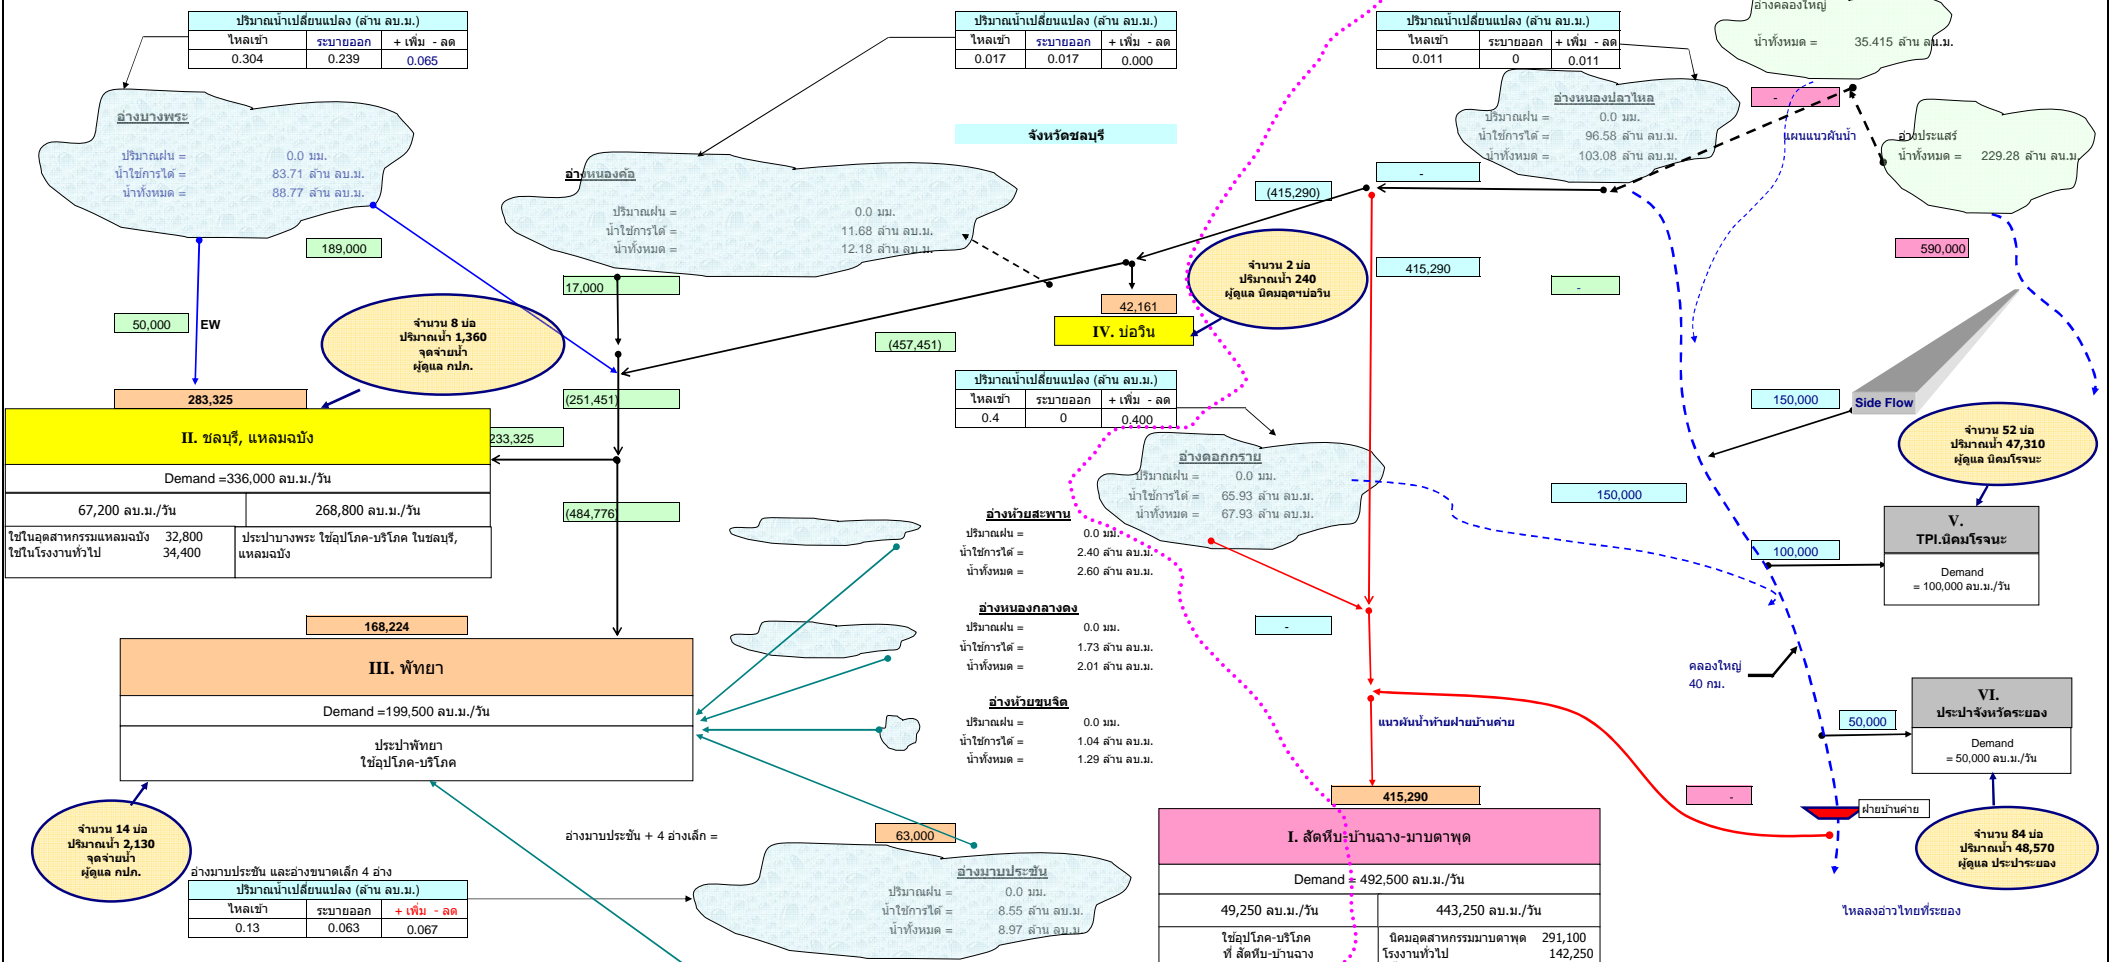 ปริมาณน้ำเปลี่ยนแปลง (ล้าน ลบ.ม.)
ไหลเข้า ระบายออก + เพิ่ม - ลด
0.304 0.239 0.065
ปริมาณน้ำเปลี่ยนแปลง (ล้าน ลบ.ม.)
ไหลเข้า ระบายออก + เพิ่ม - ลด
0.017 0.017 0.000
ปริมาณน้ำเปลี่ยนแปลง (ล้าน ลบ.ม.)
ไหลเข้า ระบายออก + เพิ่ม - ลด
0.011 0 0.011
อ่างคลองใหญ่
น้ำทั้งหมด = 35.415 ล้าน ลบ.ม.
อ่างบางพระ
ปริมาณฝน = 0.0 มม.
น้ำใช้การได้ = 83.71 ล้าน ลบ.ม.
น้ำทั้งหมด = 88.77 ล้าน ลบ.ม.
จังหวัดชลบุรี
อ่างหนองค้อ
ปริมาณฝน = 0.0 มม.
น้ำใช้การได้ = 11.68 ล้าน ลบ.ม.
น้ำทั้งหมด = 12.18 ล้าน ลบ.ม.
อ่างหนองปลาไหล
ปริมาณฝน = 0.0 มม.
น้ำใช้การได้ = 96.58 ล้าน ลบ.ม.
น้ำทั้งหมด = 103.08 ล้าน ลบ.ม.
-
แผนแนวผันน้ำ
อ่างประแสร์
น้ำทั้งหมด = 229.28 ล้าน ลบ.ม.
-
(415,290)
189,000
590,000
17,000
จำนวน 2 บ่อ
ปริมาณน้ำ 240
ผู้ดูแล นิคมอุตฯบ่อวิน
415,290
-
50,000 EW
จำนวน 8 บ่อ
ปริมาณน้ำ 1,360
จุดจ่ายน้ำ
ผู้ดูแล กปภ.
42,161
IV. บ่อวิน
(457,451)
ปริมาณน้ำเปลี่ยนแปลง (ล้าน ลบ.ม.)
ไหลเข้า ระบายออก + เพิ่ม - ลด
0.4 0 0.400
283,325
(251,451)
150,000
Side Flow
II. ชลบุรี, แหลมฉบัง
233,325
Demand =336,000 ลบ.ม./วัน
67,200 ลบ.ม./วัน 268,800 ลบ.ม./วัน
ใช้ในอุตสาหกรรมแหลมฉบัง 32,800
ใช้ในโรงงานทั่วไป 34,400
ประปาบางพระ ใช้อุปโภค-บริโภค ในชลบุรี,
แหลมฉบัง
(484,776)
จำนวน 52 บ่อ
ปริมาณน้ำ 47,310
ผู้ดูแล นิคมโรจนะ
อ่างดอกกราย
ปริมาณฝน = 0.0 มม.
น้ำใช้การได้ = 65.93 ล้าน ลบ.ม.
น้ำทั้งหมด = 67.93 ล้าน ลบ.ม.
150,000
อ่างห้วยสะพาน
ปริมาณฝน = 0.0 มม.
น้ำใช้การได้ = 2.40 ล้าน ลบ.ม.
น้ำทั้งหมด = 2.60 ล้าน ลบ.ม.
V.
TPI.นิคมโรจนะ
100,000
Demand
= 100,000 ลบ.ม./วัน
อ่างหนองกลางดง
ปริมาณฝน = 0.0 มม.
น้ำใช้การได้ = 1.73 ล้าน ลบ.ม.
น้ำทั้งหมด = 2.01 ล้าน ลบ.ม.
-
168,224
III. พัทยา
Demand =199,500 ลบ.ม./วัน
ประปาพัทยา
ใช้อุปโภค-บริโภค
คลองใหญ่
40 กม.
อ่างห้วยขุนจิต
ปริมาณฝน = 0.0 มม.
น้ำใช้การได้ = 1.04 ล้าน ลบ.ม.
น้ำทั้งหมด = 1.29 ล้าน ลบ.ม.
แนวผันน้ำท้ายฝายบ้านค่าย
VI.
ประปาจังหวัดระยอง
50,000
Demand
= 50,000 ลบ.ม./วัน
415,290
-
ฝายบ้านค่าย
จำนวน 14 บ่อ
ปริมาณน้ำ 2,130
จุดจ่ายน้ำ
ผู้ดูแล กปภ.
อ่างมาบประชัน + 4 อ่างเล็ก = 63,000
I. สัตหีบ-บ้านฉาง-มาบตาพุด
Demand = 492,500 ลบ.ม./วัน
49,250 ลบ.ม./วัน 443,250 ลบ.ม./วัน
ใช้อุปโภค-บริโภค
ที่ สัตหีบ-บ้านฉาง
นิคมอุตสาหกรรมมาบตาพุด 291,100
โรงงานทั่วไป 142,250
จำนวน 84 บ่อ
ปริมาณน้ำ 48,570
ผู้ดูแล ประปาระยอง
อ่างมาบประชัน และอ่างขนาดเล็ก 4 อ่าง
ปริมาณน้ำเปลี่ยนแปลง (ล้าน ลบ.ม.)
ไหลเข้า ระบายออก + เพิ่ม - ลด
0.13 0.063 0.067
อ่างมาบประชัน
ปริมาณฝน = 0.0 มม.
น้ำใช้การได้ = 8.55 ล้าน ลบ.ม.
น้ำทั้งหมด = 8.97 ล้าน ลบ.ม.
ไหลลงอ่าวไทยที่ระยอง